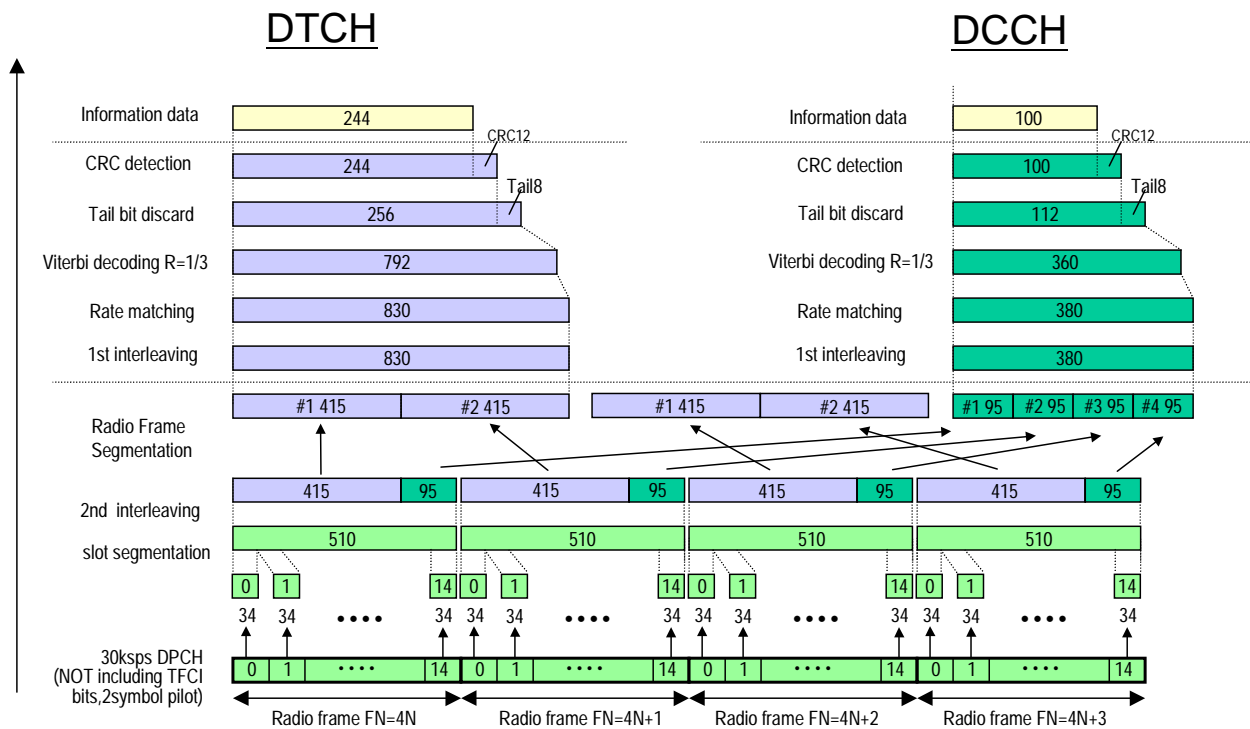 DTCH DCCH
Information data 244 Information data 100
CRC12 CRC12
CRC detection 244 CRC detection 100
Tail8 Tail8
Tail bit discard 256 Tail bit discard 112
Viterbi decoding R=1/3 792 Viterbi decoding R=1/3 360
Rate matching 830 Rate matching 380
1st interleaving 830 1st interleaving 380
#1 415 #2 415 #1 415 #2 415 #1 95 #2 95 #3 95 #4 95
Radio Frame
Segmentation
415 95 415 95 415 95 415 95
2nd interleaving
slot segmentation 510 510 510 510
0 1 14 0 1 14 0 1 14 0 1 14
34 34 •••• 34 34 34 •••• 34 34 34 •••• 34 34 34 •••• 34
30ksps DPCH
(NOT including TFCI
bits,2symbol pilot)
0 1 •••• 14 0 1 •••• 14 0 1 •••• 14 0 1 •••• 14
Radio frame FN=4N Radio frame FN=4N+1 Radio frame FN=4N+2 Radio frame FN=4N+3